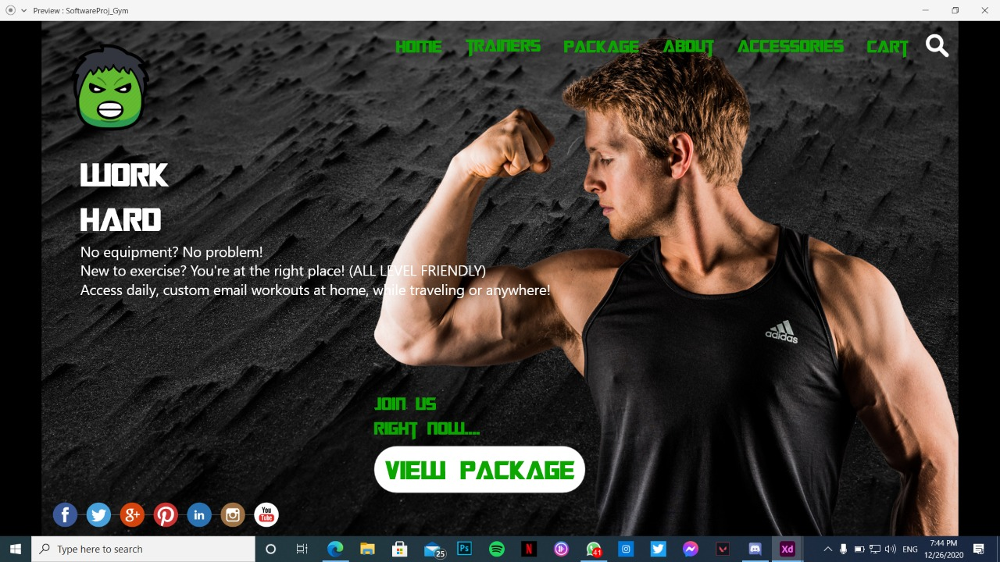 Preview : SoftwareProj_Gym
HOME TRAINERS PACKAGE ABOUT ACCESSORIES CART
WORK
HARD
No equipment? No problem!
New to exercise? You're at the right place! (ALL LEVEL FRIENDLY)
Access daily, custom email workouts at home, while traveling or anywhere!
adidas
JOIN US
RIGHT NOW....
VIEW PACKAGE
f g+ in You Tube
Type here to search
25 Ps N 41 Xd
ENG
7:44 PM
12/26/2020